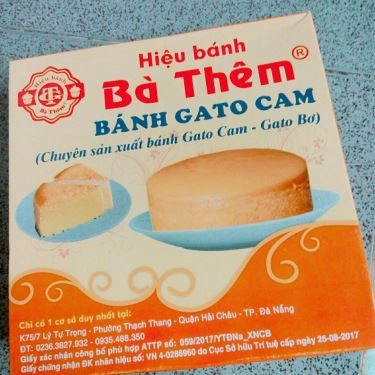 Hiệu bánh
Bà Thêm
Hiệu bánh
Bà Thêm®
BÁNH GATO CAM
(Chuyên sản xuất bánh Gato Cam - Gato Bơ)
Chỉ có 1 cơ sở duy nhất tại:
K75/7 Lý Tự Trọng - Phường Thạch Thang - Quận Hải Châu - TP. Đà Nẵng
ĐT: 0236.3827.932 - 0935.488.350
Giấy xác nhận công bố phù hợp ATTP số: 059/2017/YTĐNa_XNCB
Giấy chứng nhận ĐK nhãn hiệu số: VN 4-0286960 do Cục Sở hữu Trí tuệ cấp ngày 25-08-2017